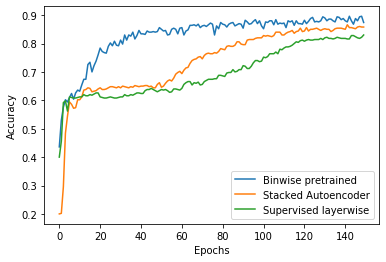 0.9
0.8
0.7
0.6
0.5
0.4
0.3
0.2
Accuracy
Binwise pretrained
Stacked Autoencoder
Supervised layerwise
0 20 40 60 80 100 120 140
Epochs